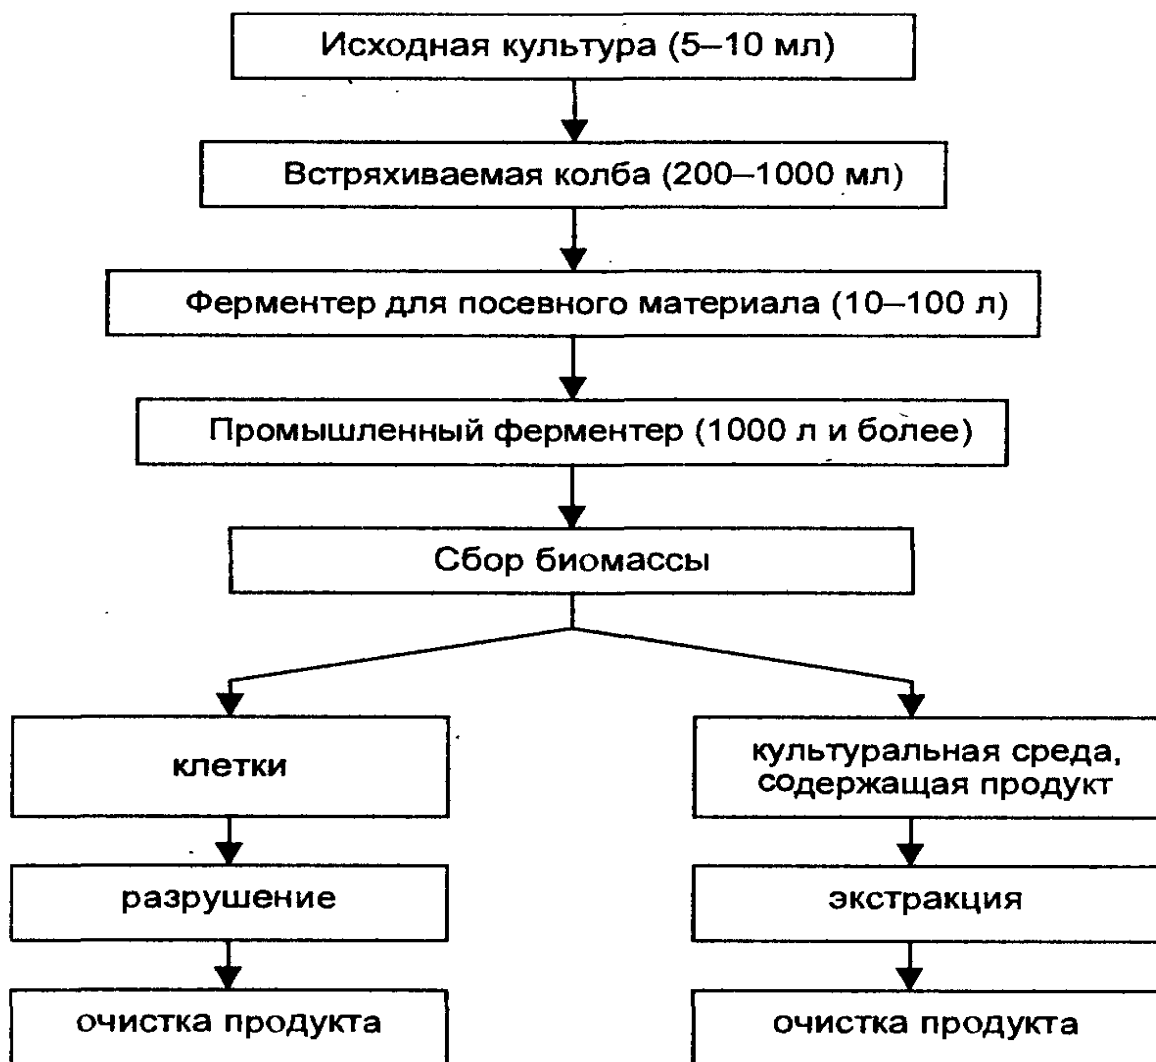 Исходная культура (5–10 мл)
Встряхиваемая колба (200–1000 мл)
Ферментер для посевного материала (10–100 л)
Промышленный ферментер (1000 л и более)
Сбор биомассы
клетки
культуральная среда,
содержащая продукт
разрушение
экстракция
очистка продукта
очистка продукта